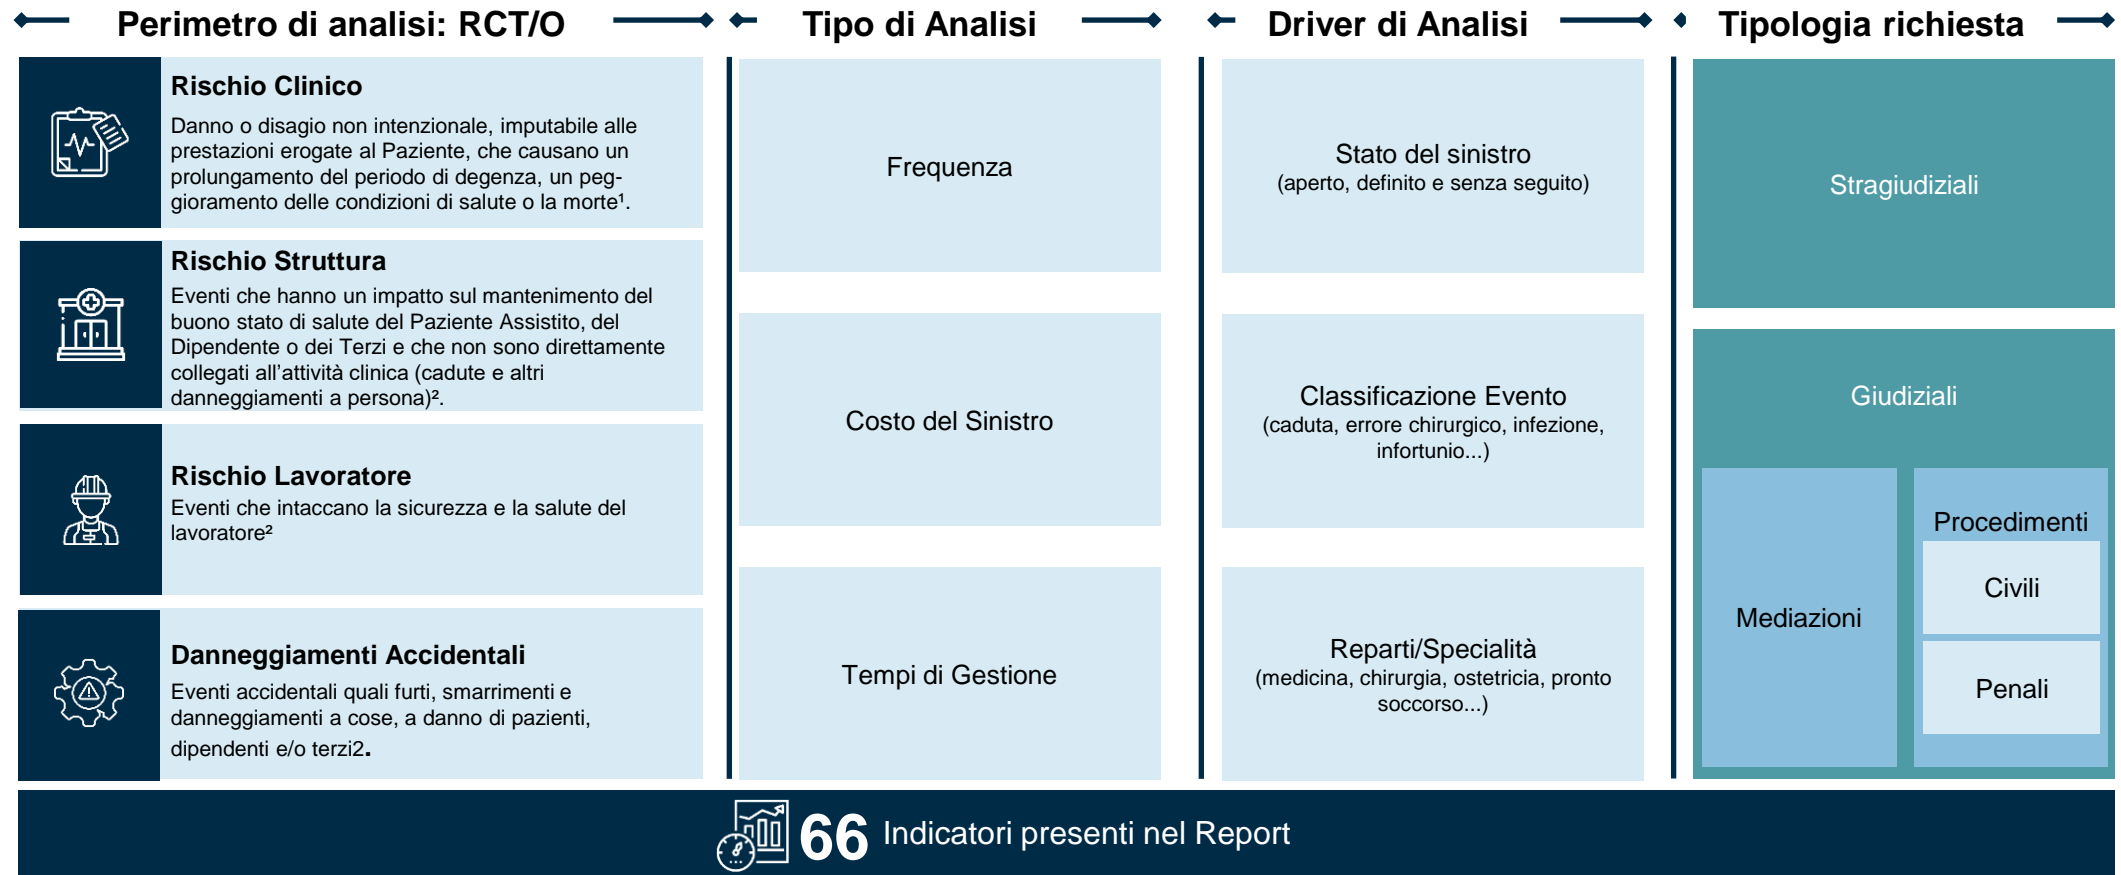 Perimetro di analisi: RCT/O
Rischio Clinico
Danno o disagio non intenzionale, imputabile alle
prestazioni erogate al Paziente, che causano un
prolungamento del periodo di degenza, un peg-
gioramento delle condizioni di salute o la morte¹.
Rischio Struttura
Eventi che hanno un impatto sul mantenimento del
buono stato di salute del Paziente Assistito, del
Dipendente o dei Terzi e che non sono direttamente
collegati all'attività clinica (cadute e altri
danneggiamenti a persona)².
Rischio Lavoratore
Eventi che intaccano la sicurezza e la salute del
lavoratore²
Danneggiamenti Accidentali
Eventi accidentali quali furti, smarrimenti e
danneggiamenti a cose, a danno di pazienti,
dipendenti e/o terzi2.
Tipo di Analisi
Frequenza
Costo del Sinistro
Tempi di Gestione
Driver di Analisi
Stato del sinistro
(aperto, definito e senza seguito)
Classificazione Evento
(caduta, errore chirurgico, infezione,
infortunio...)
Reparti/Specialità
(medicina, chirurgia, ostetricia, pronto
soccorso...)
Tipologia richiesta
Stragiudiziali
Giudiziali
Mediazioni
Procedimenti
Civili
Penali
66 Indicatori presenti nel Report